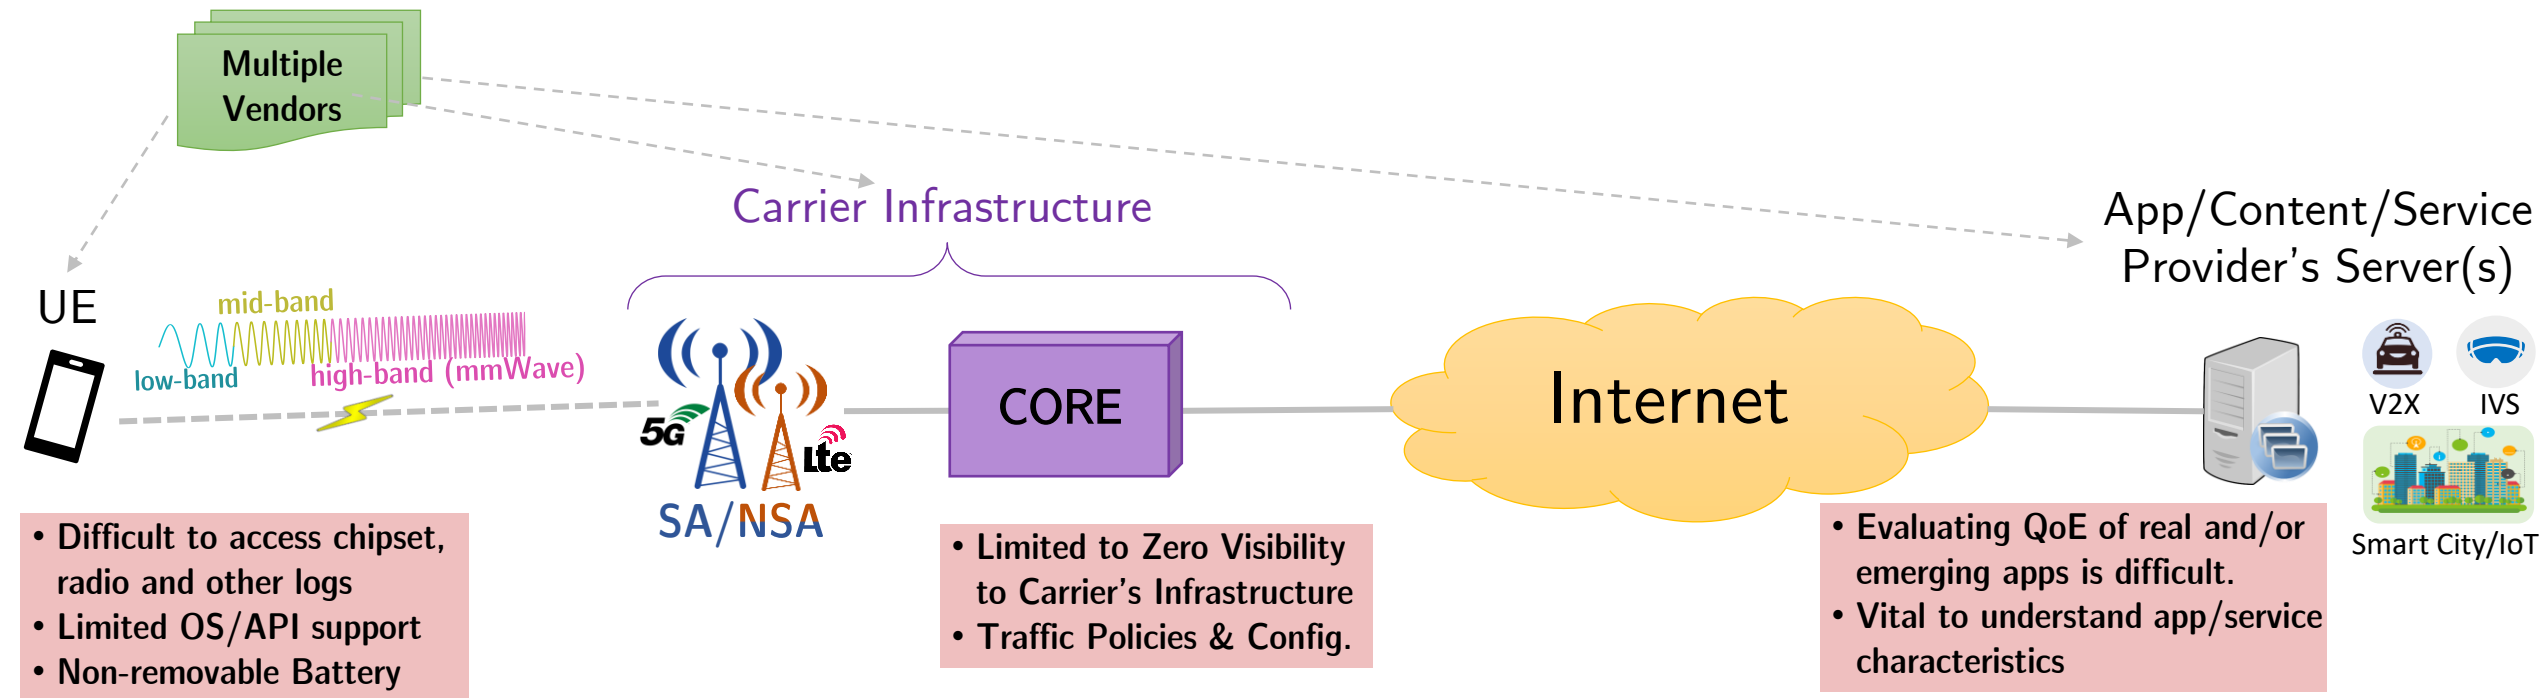 Multiple
Vendors
Carrier Infrastructure
App/Content/Service
Provider's Server(s)
UE
mid-band
low-band
high-band (mmWave)
5G
Lte
SA/NSA
CORE
Internet
V2X
IVS
Smart City/IoT
• Difficult to access chipset,
radio and other logs
• Limited OS/API support
• Non-removable Battery
• Limited to Zero Visibility
to Carrier's Infrastructure
• Traffic Policies & Config.
• Evaluating QoE of real and/or
emerging apps is difficult.
• Vital to understand app/service
characteristics